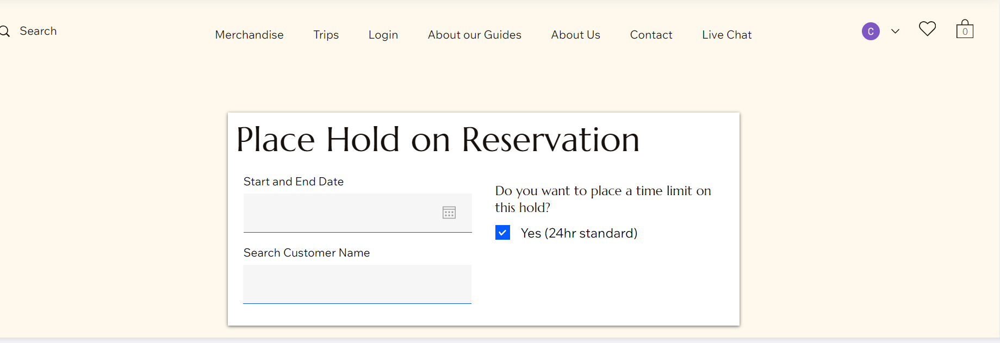 Search
Merchandise Trips Login About our Guides About Us Contact Live Chat
C
0
Place Hold on Reservation
Start and End Date
Search Customer Name
Do you want to place a time limit on
this hold?
Yes (24hr standard)